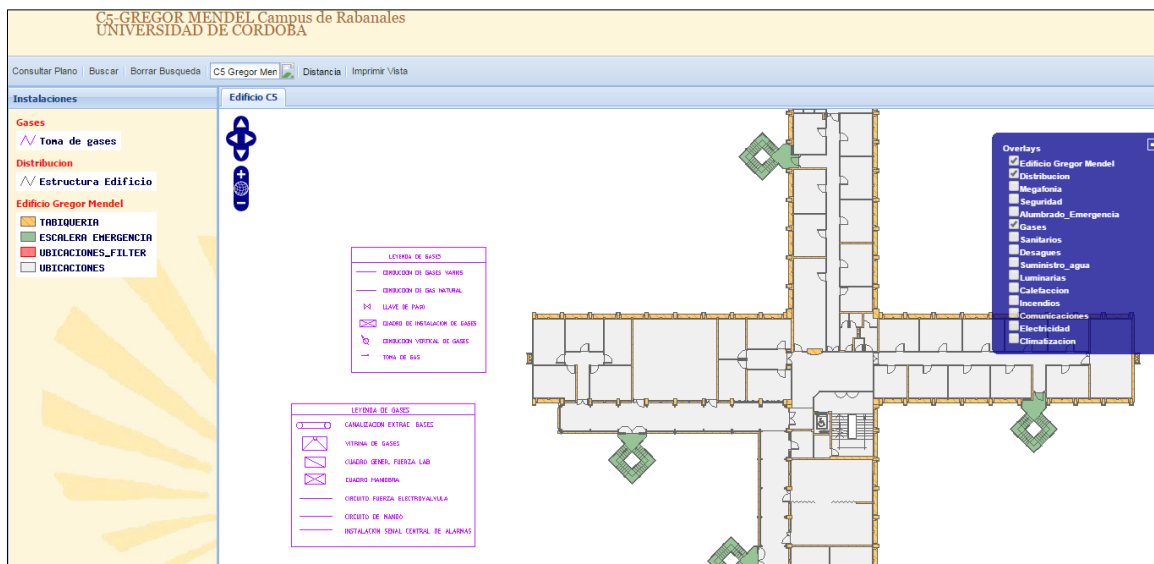 C5-GREGOR MENDEL Campus de Rabanales
UNIVERSIDAD DE CORDOBA
Consultar Plano Buscar Borrar Busqueda C5 Gregor Men Distancia Imprimir Vista
Instalaciones
Edificio C5
Gases
Toma de gases
Distribucion
Estructura Edificio
Edificio Gregor Mendel
TABIQUERIA
ESCALERA EMERGENCIA
UBICACIONES_FILTER
UBICACIONES
LEYENDA DE GASES
CONDUCCION DE GASES VARIOS
CONDUCCION DE GAS NATURAL
LLAVE DE PASO
CUADRO DE INSTALACION DE GASES
CONDUCCION VERTICAL DE GASES
TOMA DE GAS
LEYENDA DE GASES
CANALIZACION EXTRAC GASES
VITRINA DE GASES
CUADRO GENER. FUERZA LAB
CUADRO MANIOBRA
CIRCUITO FUERZA ELECTROVALVULA
CIRCUITO DE MANDO
INSTALACION SENAL CENTRAL DE ALARMAS
Overlays
Edificio Gregor Mendel
Distribucion
Megafonia
Seguridad
Alumbrado_Emergencia
Gases
Sanitarios
Desagues
Suministro_agua
Luminarias
Calefaccion
Incendios
Comunicaciones
Electricidad
Climatizacion